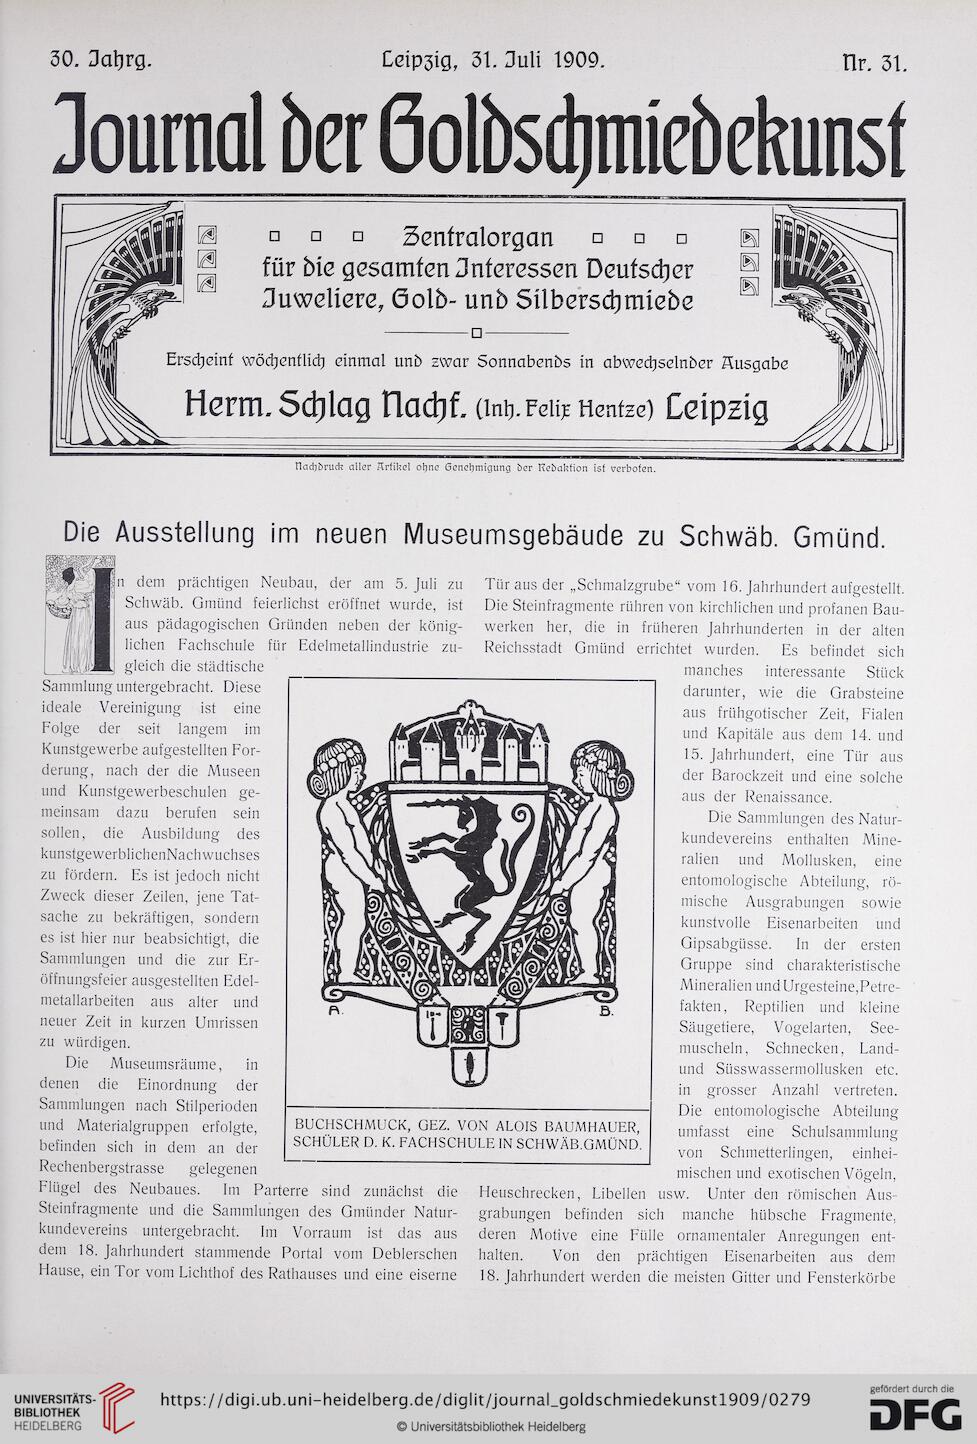 30. Jahrg.
Leipzig, 31. Juli 1909.
Nr. 31.
Journal der Goldschmiedekunst
Zentralorgan
für die gesamten Interessen Deutscher
Juweliere, Gold- und Silberschmiede
Erscheint wöchentlich einmal und zwar Sonnabends in abwechselnder Ausgabe
Herm. Schlag Nachf. (Inh. Felix Hentze) Leipzig
Nachdruck aller Artikel ohne Genehmigung der Redaktion ist verboten.
Die Ausstellung im neuen Museumsgebäude zu Schwäb. Gmünd.
In dem prächtigen Neubau, der am 5. Juli zu
Schwäb. Gmünd feierlichst eröffnet wurde, ist
aus pädagogischen Gründen neben der könig-
lichen Fachschule für Edelmetallindustrie zu-
gleich die städtische
Sammlung untergebracht. Diese
ideale Vereinigung ist eine
Folge der seit langem im
Kunstgewerbe aufgestellten For-
derung, nach der die Museen
und Kunstgewerbeschulen ge-
meinsam dazu berufen sein
sollen, die Ausbildung des
kunstgewerblichenNachwuchses
zu fördern. Es ist jedoch nicht
Zweck dieser Zeilen, jene Tat-
sache zu bekräftigen, sondern
es ist hier nur beabsichtigt, die
Sammlungen und die zur Er-
öffnungsfeier ausgestellten Edel-
metallarbeiten aus alter und
neuer Zeit in kurzen Umrissen
zu würdigen.
Die Museumsräume, in
denen die Einordnung der
Sammlungen nach Stilperioden
und Materialgruppen erfolgte,
befinden sich in dem an der
Rechenbergstrasse gelegenen
Flügel des Neubaues. Im Parterre sind zunächst die
Steinfragmente und die Sammlungen des Gmünder Natur-
kundevereins untergebracht. Im Vorraum ist das aus
dem 18. Jahrhundert stammende Portal vom Deblerschen
Hause, ein Tor vom Lichthof des Rathauses und eine eiserne
A.
B.
BUCHSCHMUCK, GEZ. VON ALOIS BAUMHAUER,
SCHÜLER D. K. FACHSCHULE IN SCHWÄB.GMÜND.
Tür aus der „Schmalzgrube“ vom 16. Jahrhundert aufgestellt.
Die Steinfragmente rühren von kirchlichen und profanen Bau-
werken her, die in früheren Jahrhunderten in der alten
Reichsstadt Gmünd errichtet wurden. Es befindet sich
manches interessante Stück
darunter, wie die Grabsteine
aus frühgotischer Zeit, Fialen
und Kapitäle aus dem 14. und
15. Jahrhundert, eine Tür aus
der Barockzeit und eine solche
aus der Renaissance.
Die Sammlungen des Natur-
kundevereins enthalten Mine-
ralien und Mollusken, eine
entomologische Abteilung, rö-
mische Ausgrabungen sowie
kunstvolle Eisenarbeiten und
Gipsabgüsse. In der ersten
Gruppe sind charakteristische
Mineralien und Urgesteine,Petre-
fakten, Reptilien und kleine
Säugetiere, Vogelarten, See-
muscheln, Schnecken, Land-
und Süsswassermollusken etc.
in grosser Anzahl vertreten.
Die entomologische Abteilung
umfasst eine Schulsammlung
von Schmetterlingen, einhei-
mischen und exotischen Vögeln,
Heuschrecken, Libellen usw. Unter den römischen Aus-
grabungen befinden sich manche hübsche Fragmente,
deren Motive eine Fülle ornamentaler Anregungen ent-
halten. Von den prächtigen Eisenarbeiten aus dem
18. Jahrhundert werden die meisten Gitter und Fensterkörbe
UNIVERSITÄTS-
BIBLIOTHEK
HEIDELBERG
https://digi.ub.uni-heidelberg.de/diglit/journal_goldschmiedekunst1909/0279
© Universitätsbibliothek Heidelberg
gefördert durch die
DFG